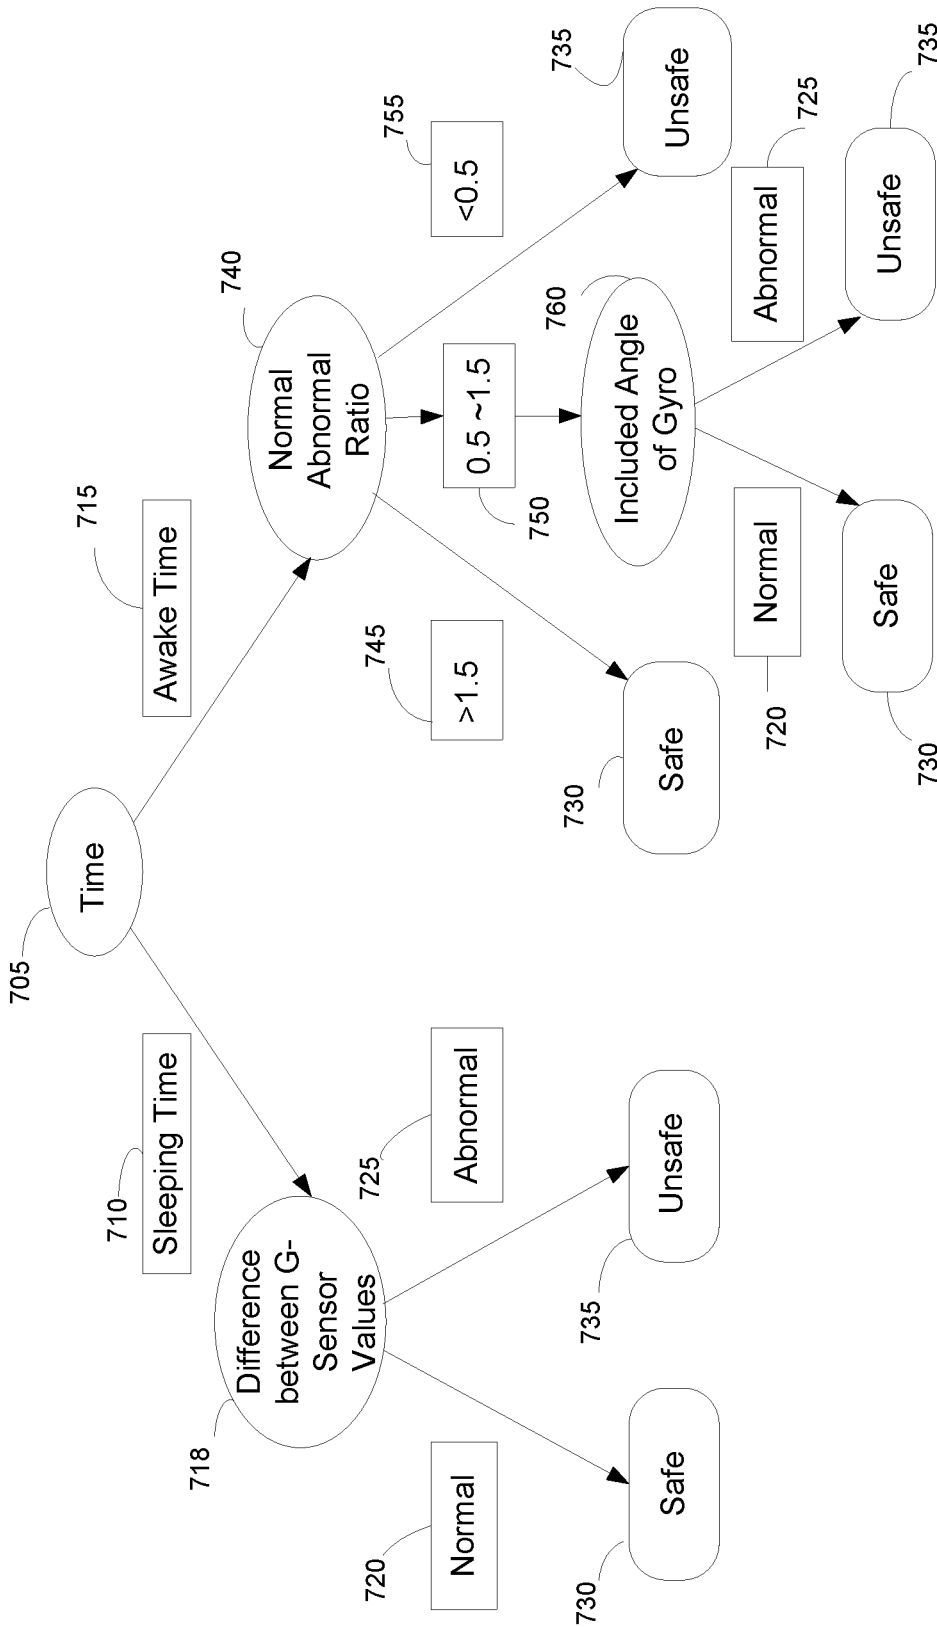 705
Time
710
Sleeping Time
715
Awake Time
718
Difference
between G-
Sensor
Values
740
Normal
Abnormal
Ratio
720
Normal
725
Abnormal
745
>1.5
750
0.5 ~1.5
755
<0.5
730
Safe
735
Unsafe
730
Safe
760
Included Angle
of Gyro
735
Unsafe
720
Normal
725
Abnormal
730
Safe
735
Unsafe